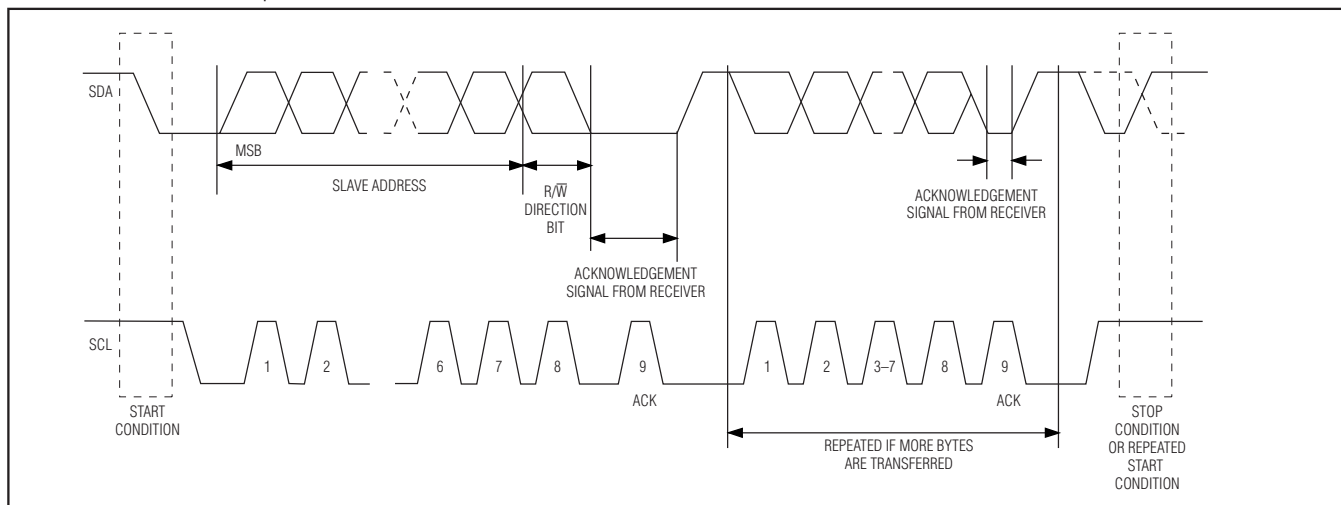 SDA
MSB
SLAVE ADDRESS
R/W̅
DIRECTION
BIT
ACKNOWLEDGEMENT
SIGNAL FROM RECEIVER
ACKNOWLEDGEMENT
SIGNAL FROM RECEIVER
SCL
1 2 6 7 8 9 1 2 3–7 8 9
ACK ACK
START
CONDITION
REPEATED IF MORE BYTES
ARE TRANSFERRED
STOP
CONDITION
OR REPEATED
START
CONDITION